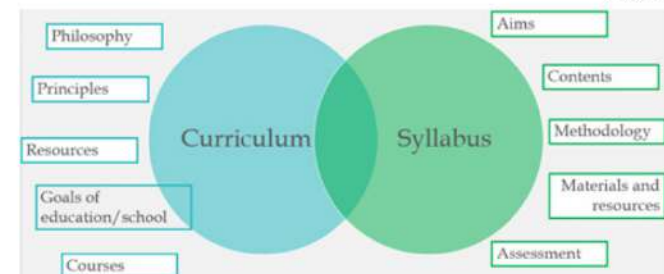 Philosophy
Principles
Resources
Goals of
education/school
Courses
Curriculum
Syllabus
Aims
Contents
Methodology
Materials and
resources
Assessment